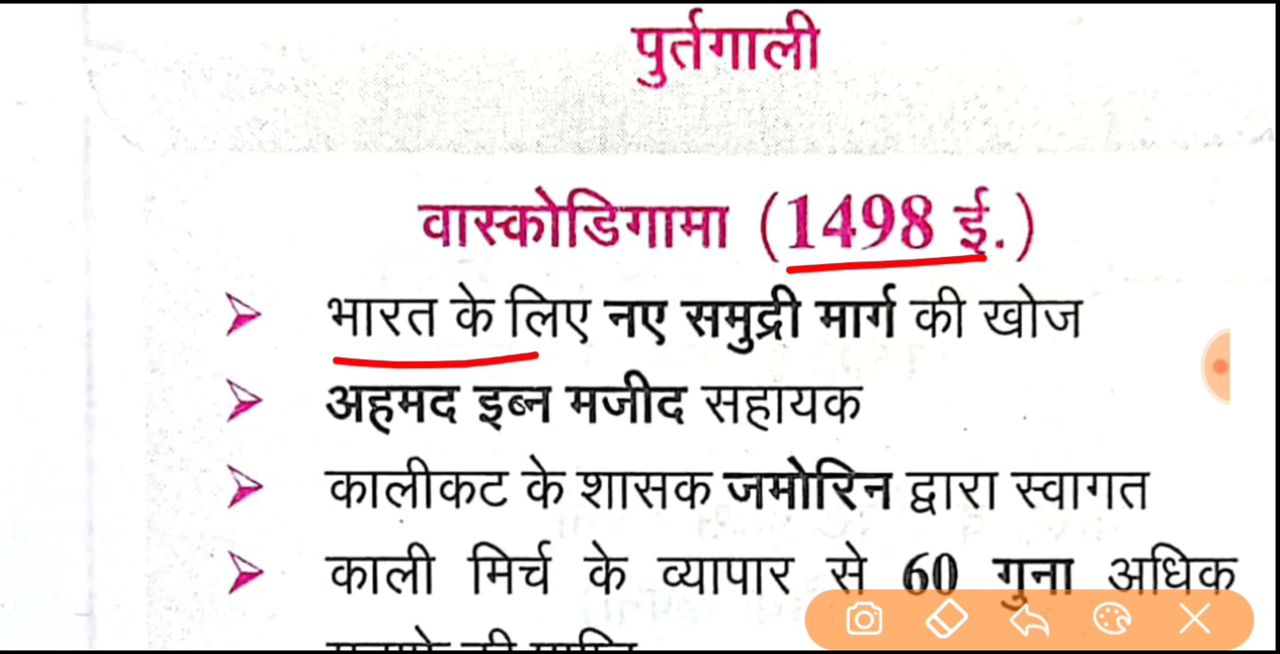 पुर्तगाली
वास्कोडिगामा (1498 ई.)
भारत के लिए नए समुद्री मार्ग की खोज
अहमद इब्न मजीद सहायक
कालीकट के शासक जमोरिन द्वारा स्वागत
काली मिर्च के व्यापार से 60 गुना अधिक